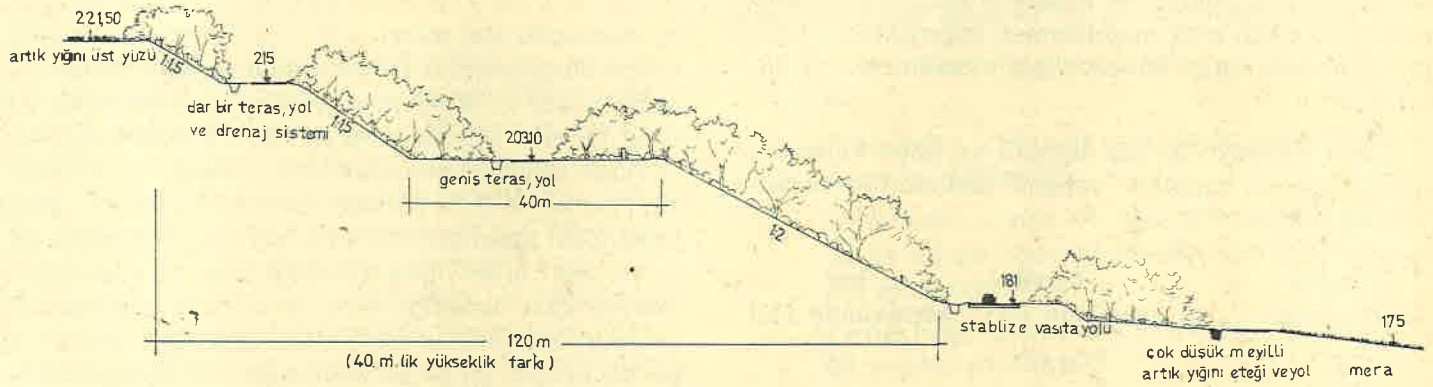 221,50
artık yığını üst yüzü
1:1.5
215
dar bir teras, yol
ve drenaj sistemi
1:1.5
203.10
geniş teras, yol
40m
1:2
181
stablize vasıta yolu
120 m
(40 m.lik yükseklik farkı)
175
çok düşük meyilli
artık yığını eteği ve yol
mera